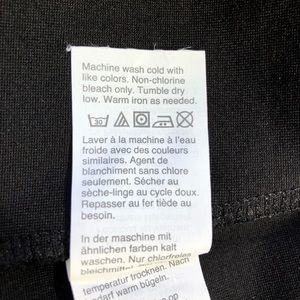 Machine wash cold with
like colors. Non-chlorine
bleach only. Tumble dry
low. Warm iron as needed.
30
Laver à la machine à l'eau
froide avec des couleurs
similaires. Agent de
blanchiment sans chlore
seulement. Sécher au
sèche-linge au cycle doux.
Repasser au fer tiède au
besoin.
In der maschine mit
ähnlichen farben kalt
waschen. Nur chlorfreies
bleichmittel.
temperatur trocknen. Nach
bedarf warm bügeln.